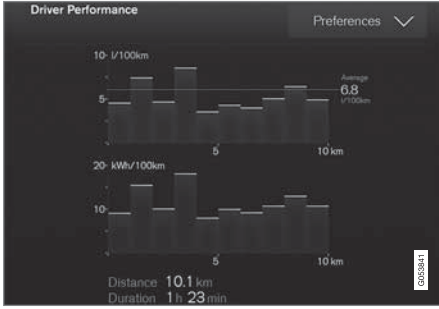 Driver Performance
Preferences
10- l/100km
Average
6.8
l/100km
5-
5
10 km
20- kWh/100km
10-
5
10 km
Distance 10.1 km
Duration 1 h 23 min
G053841